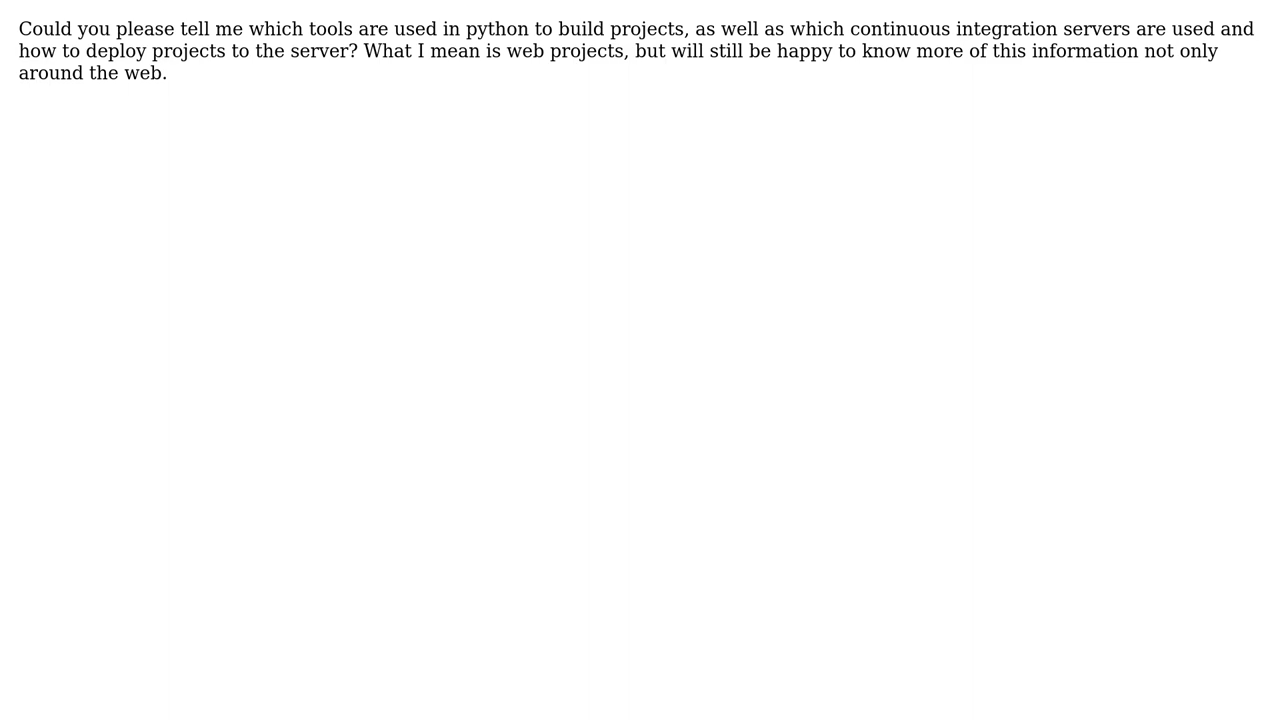 Could you please tell me which tools are used in python to build projects, as well as which continuous integration servers are used and
how to deploy projects to the server? What I mean is web projects, but will still be happy to know more of this information not only
around the web.